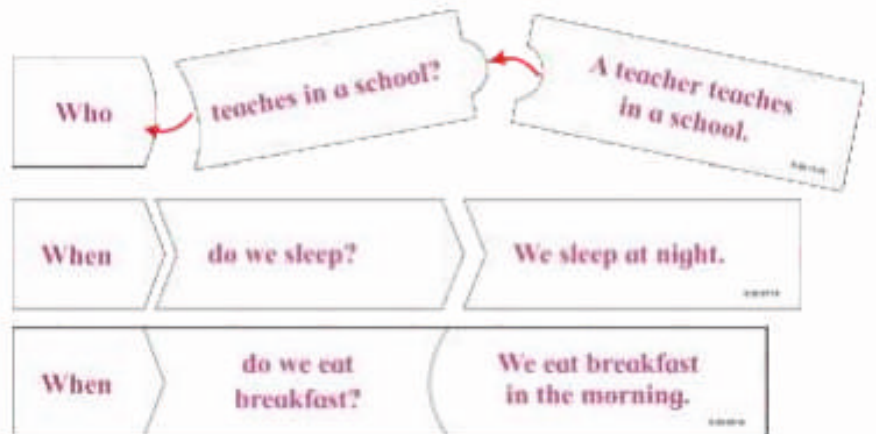 Who
teaches in a school?
A teacher teaches
in a school.
When
do we sleep?
We sleep at night.
When
do we eat
breakfast?
We eat breakfast
in the morning.